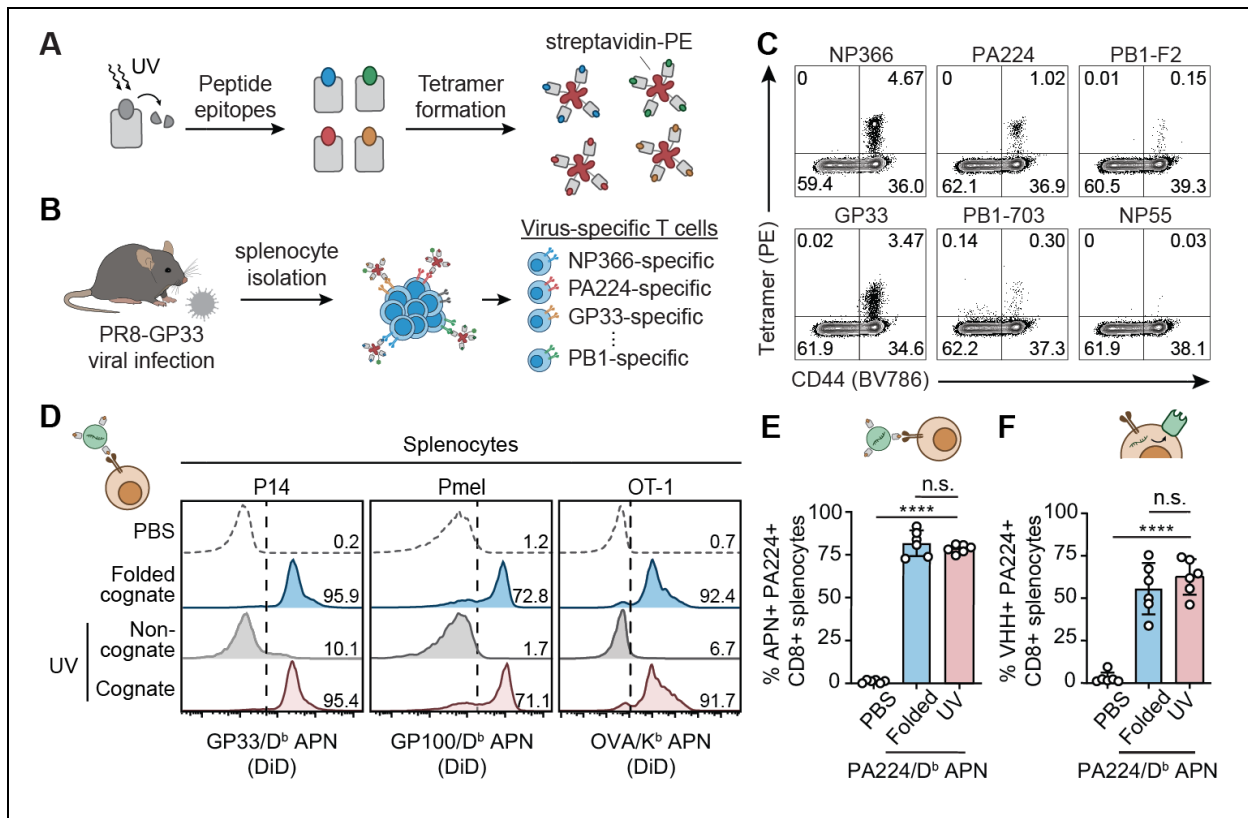 A
UV
Peptide
epitopes
Tetramer
formation
streptavidin-PE
B
PR8-GP33
viral infection
splenocyte
isolation
Virus-specific T cells
NP366-specific
PA224-specific
GP33-specific
⋮
PB1-specific
C
NP366
PA224
PB1-F2
0 4.67
0 1.02
0.01 0.15
59.4 36.0
62.1 36.9
60.5 39.3
GP33
PB1-703
NP55
0.02 3.47
0.14 0.30
0 0.03
61.9 34.6
62.2 37.3
61.9 38.1
Tetramer (PE)
CD44 (BV786)
D
Splenocytes
P14
Pmel
OT-1
PBS
0.2
1.2
0.7
Folded
cognate
95.9
72.8
92.4
UV
Non-
cognate
10.1
1.7
6.7
Cognate
95.4
71.1
91.7
GP33/Dᵇ APN
(DiD)
GP100/Dᵇ APN
(DiD)
OVA/Kᵇ APN
(DiD)
E
n.s.
****
% APN+ PA224+
CD8+ splenocytes
100
75
50
25
0
PBS
Folded
UV
PA224/Dᵇ APN
F
n.s.
****
% VHH+ PA224+
CD8+ splenocytes
100
75
50
25
0
PBS
Folded
UV
PA224/Dᵇ APN